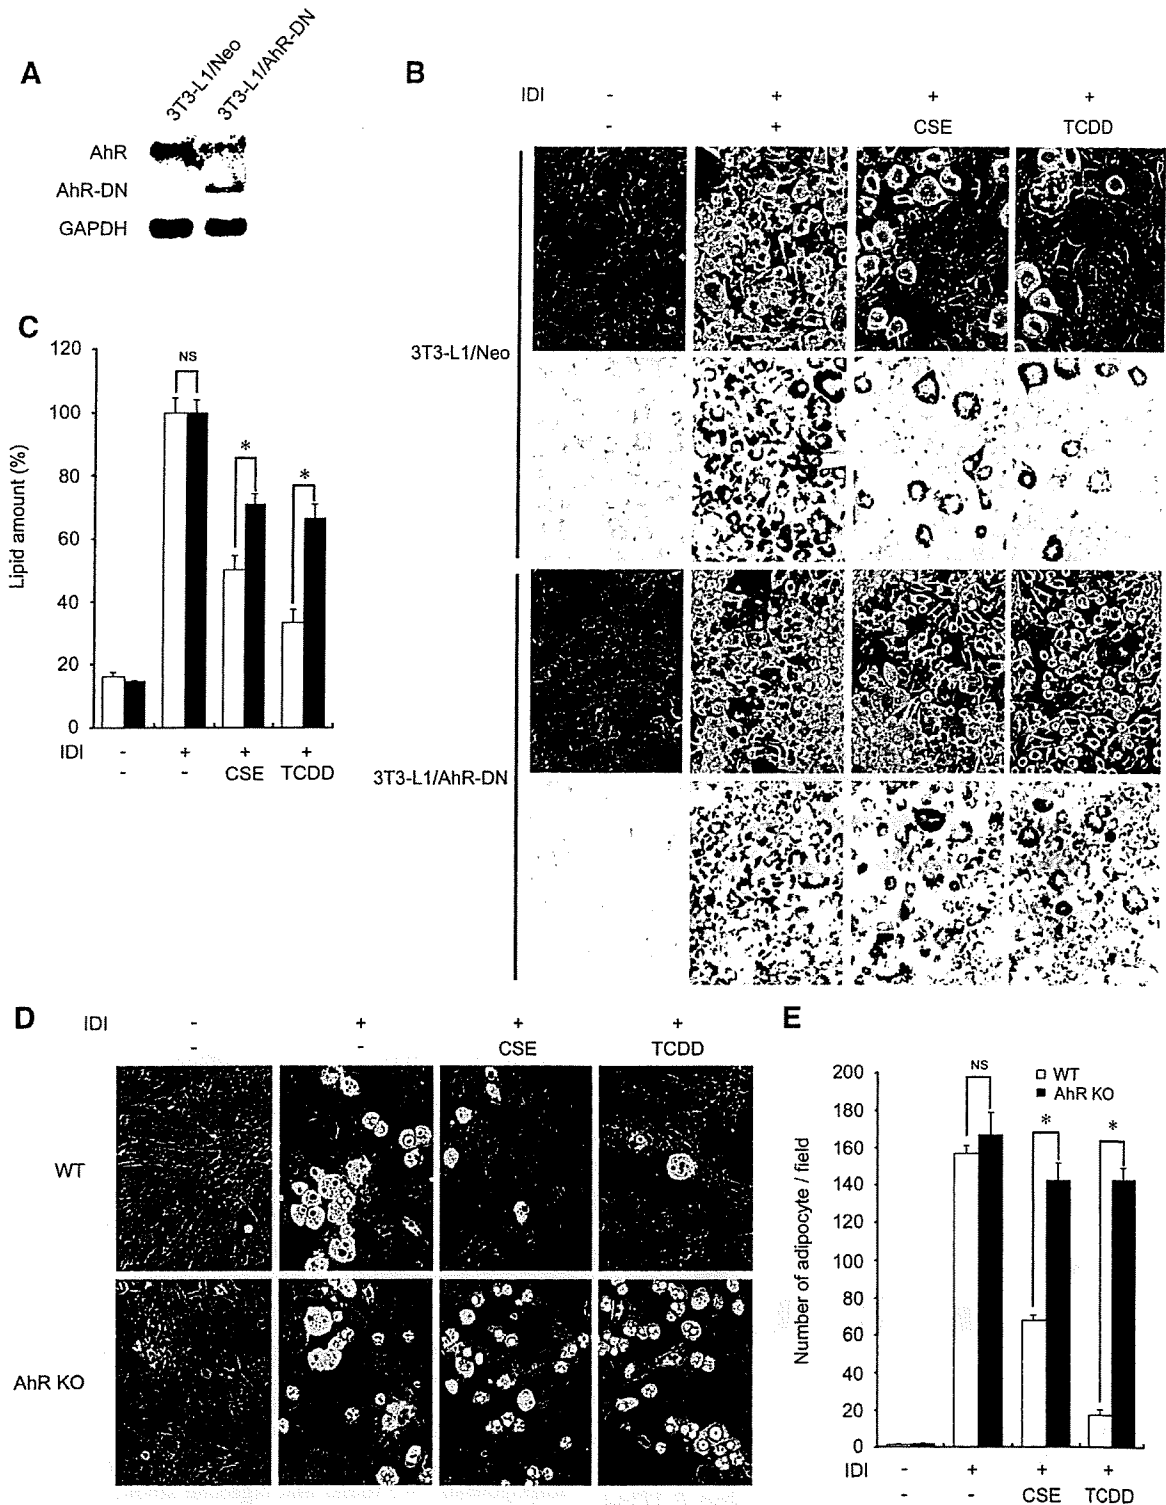 A
3T3-L1/Neo
3T3-L1/AhR-DN
AhR
AhR-DN
GAPDH
B
IDI - + + +
- + CSE TCDD
3T3-L1/Neo
3T3-L1/AhR-DN
C
Lipid amount (%)
120
100
80
60
40
20
0
NS
*
*
IDI - + + +
- - CSE TCDD
D
IDI - + + +
- - CSE TCDD
WT
AhR KO
E
Number of adipocyte / field
200
180
160
140
120
100
80
60
40
20
0
NS
*
*
WT
AhR KO
IDI - + + +
- - CSE TCDD